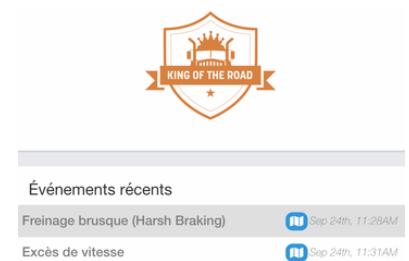 KING OF THE ROAD
Événements récents
Freinage brusque (Harsh Braking) Sep 24th, 11:28AM
Excès de vitesse Sep 24th, 11:31AM